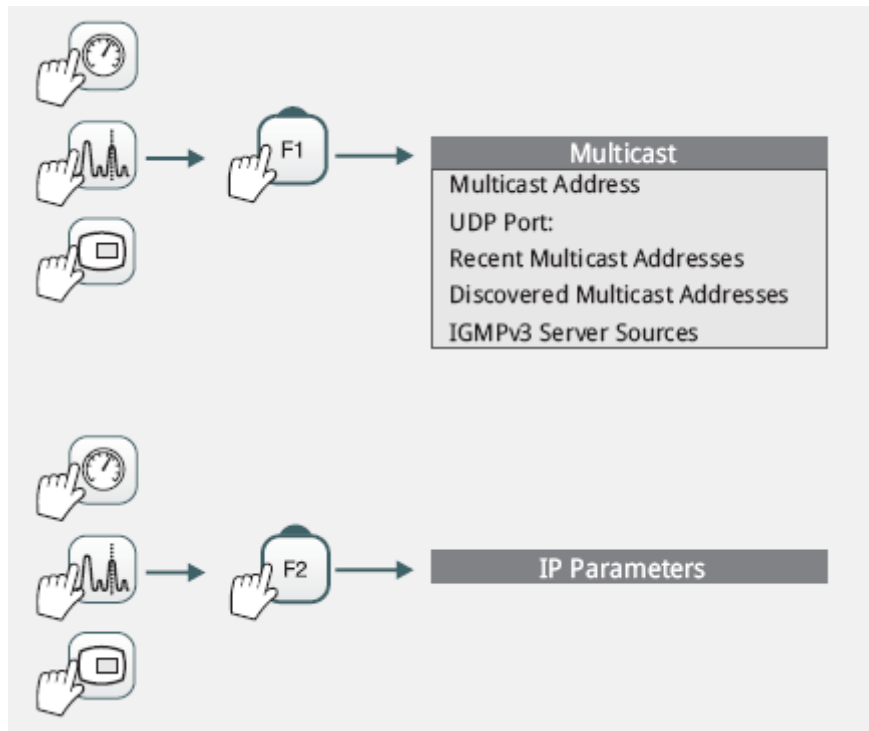 F1
Multicast
Multicast Address
UDP Port:
Recent Multicast Addresses
Discovered Multicast Addresses
IGMPv3 Server Sources
F2
IP Parameters